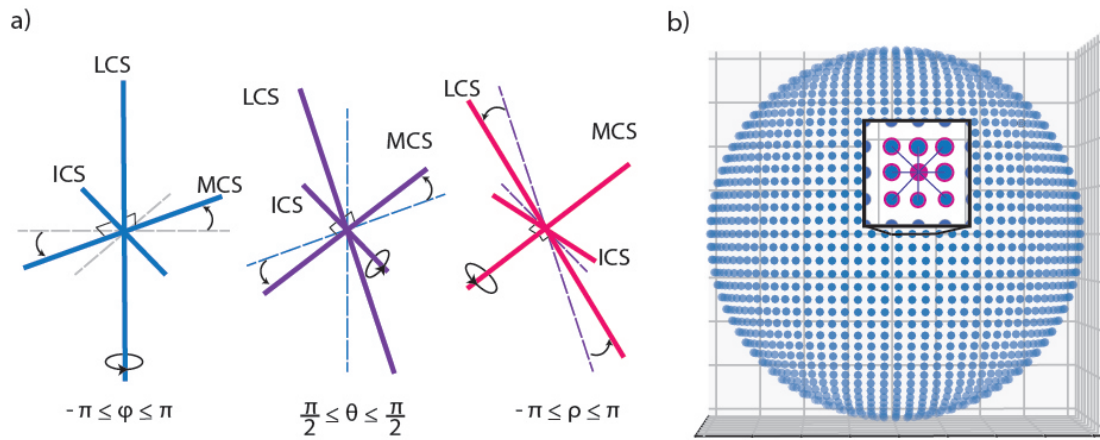 a)
b)
LCS
ICS
MCS
LCS
MCS
ICS
LCS
MCS
ICS
-π ≤ φ ≤ π
π/2 ≤ θ ≤ π/2
-π ≤ ρ ≤ π